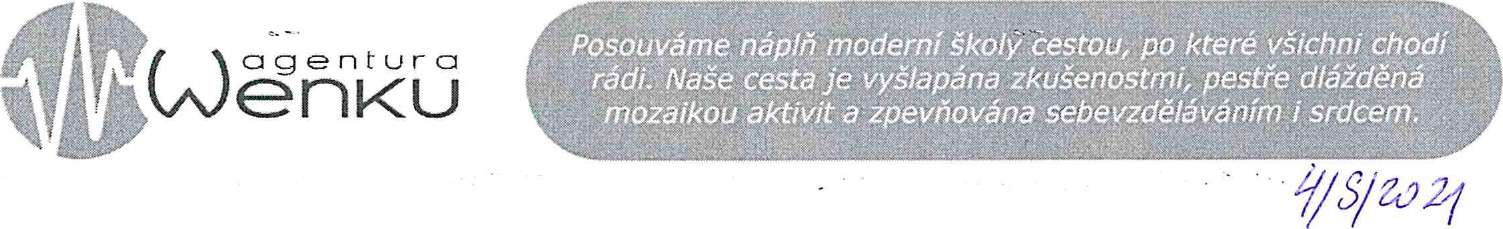 agentura
Wenku
Posouváme náplň moderní školy cestou, po které všichni chodí
rádi. Naše cesta je vyšlapána zkušenostmi, pestře dlážděná
mozaikou aktivit a zpevňována sebevzděláváním i srdcem.
4/S/2021